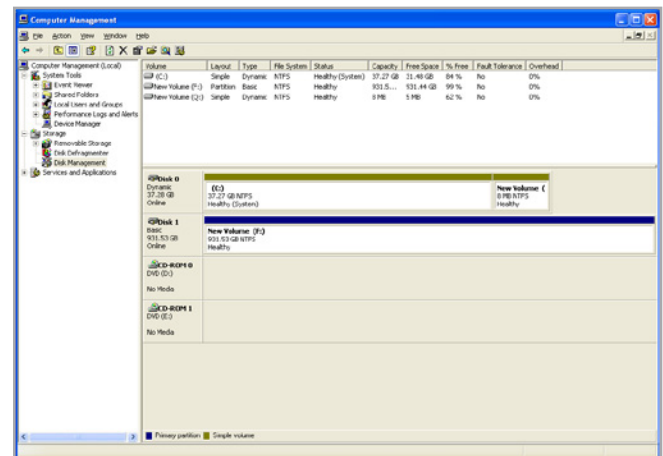 Computer Management
File Action View Window Help
Computer Management (Local)
System Tools
Event Viewer
Shared Folders
Local Users and Groups
Performance Logs and Alerts
Device Manager
Storage
Removable Storage
Disk Defragmenter
Disk Management
Services and Applications
Volume Layout Type File System Status Capacity Free Space % Free Fault Tolerance Overhead
(C:) Simple Dynamic NTFS Healthy (System) 37.27 GB 31.48 GB 84 % No 0%
New Volume (F:) Partition Basic NTFS Healthy 931.5... 931.44 GB 99 % No 0%
New Volume (Q:) Simple Dynamic NTFS Healthy 8 MB 5 MB 62 % No 0%
Disk 0
Dynamic
37.28 GB
Online
(C:)
37.27 GB NTFS
Healthy (System)
New Volume (
8 MB NTFS
Healthy
Disk 1
Basic
931.53 GB
Online
New Volume (F:)
931.53 GB NTFS
Healthy
CD-ROM 0
DVD (D:)
No Media
CD-ROM 1
DVD (E:)
No Media
Primary partition Simple volume